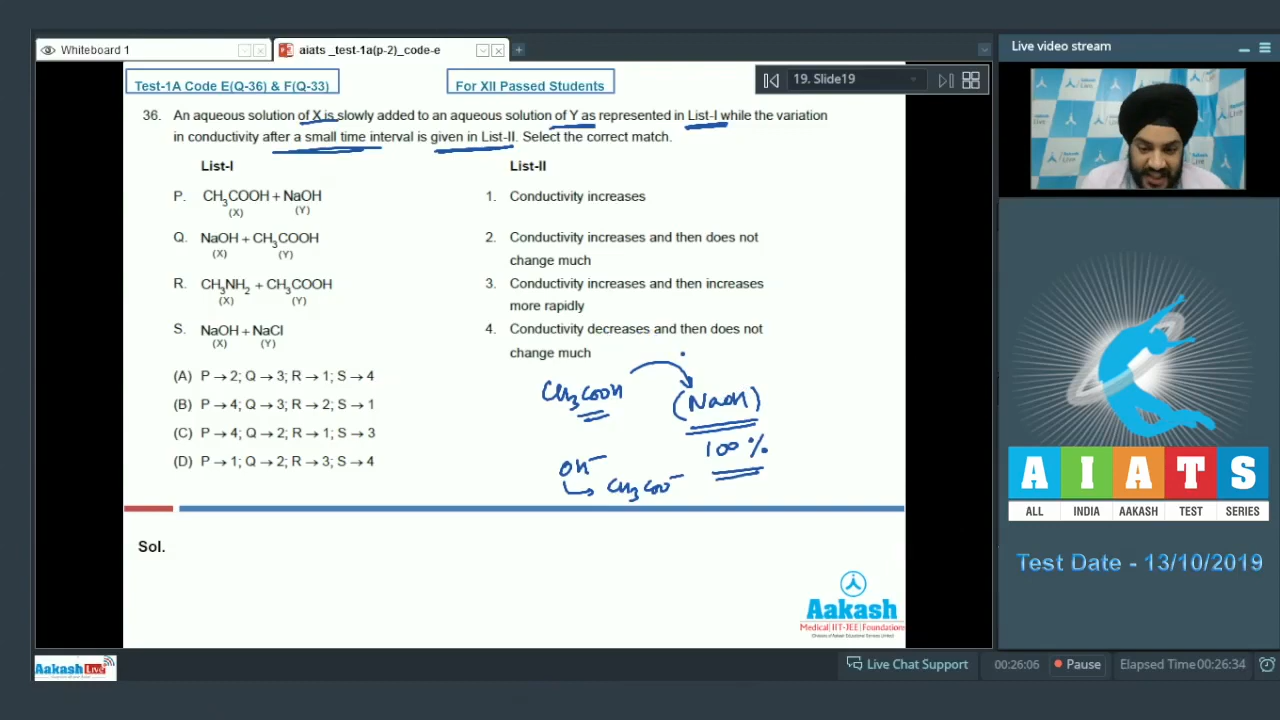 Whiteboard 1
aiats _test-1a(p-2)_code-e
Live video stream
Test-1A Code E(Q-36) & F(Q-33)
For XII Passed Students
19. Slide19
36. An aqueous solution of X is slowly added to an aqueous solution of Y as represented in List-I while the variation
in conductivity after a small time interval is given in List-II. Select the correct match.
List-I List-II
P. CH₃COOH + NaOH 1. Conductivity increases
(X) (Y)
Q. NaOH + CH₃COOH 2. Conductivity increases and then does not
(X) (Y) change much
R. CH₃NH₂ + CH₃COOH 3. Conductivity increases and then increases
(X) (Y) more rapidly
S. NaOH + NaCl 4. Conductivity decreases and then does not
(X) (Y) change much
(A) P → 2; Q → 3; R → 1; S → 4
(B) P → 4; Q → 3; R → 2; S → 1
(C) P → 4; Q → 2; R → 1; S → 3
(D) P → 1; Q → 2; R → 3; S → 4
CH₃COOH (NaOH)
100 %
OH⁻
CH₃COO⁻
Sol.
Aakash
Medical|IIT-JEE|Foundations
(Divisions of Aakash Educational Services Limited)
A I A T S
ALL INDIA AAKASH TEST SERIES
Test Date - 13/10/2019
Aakash Live
Live Chat Support
00:26:06
Pause
Elapsed Time 00:26:34